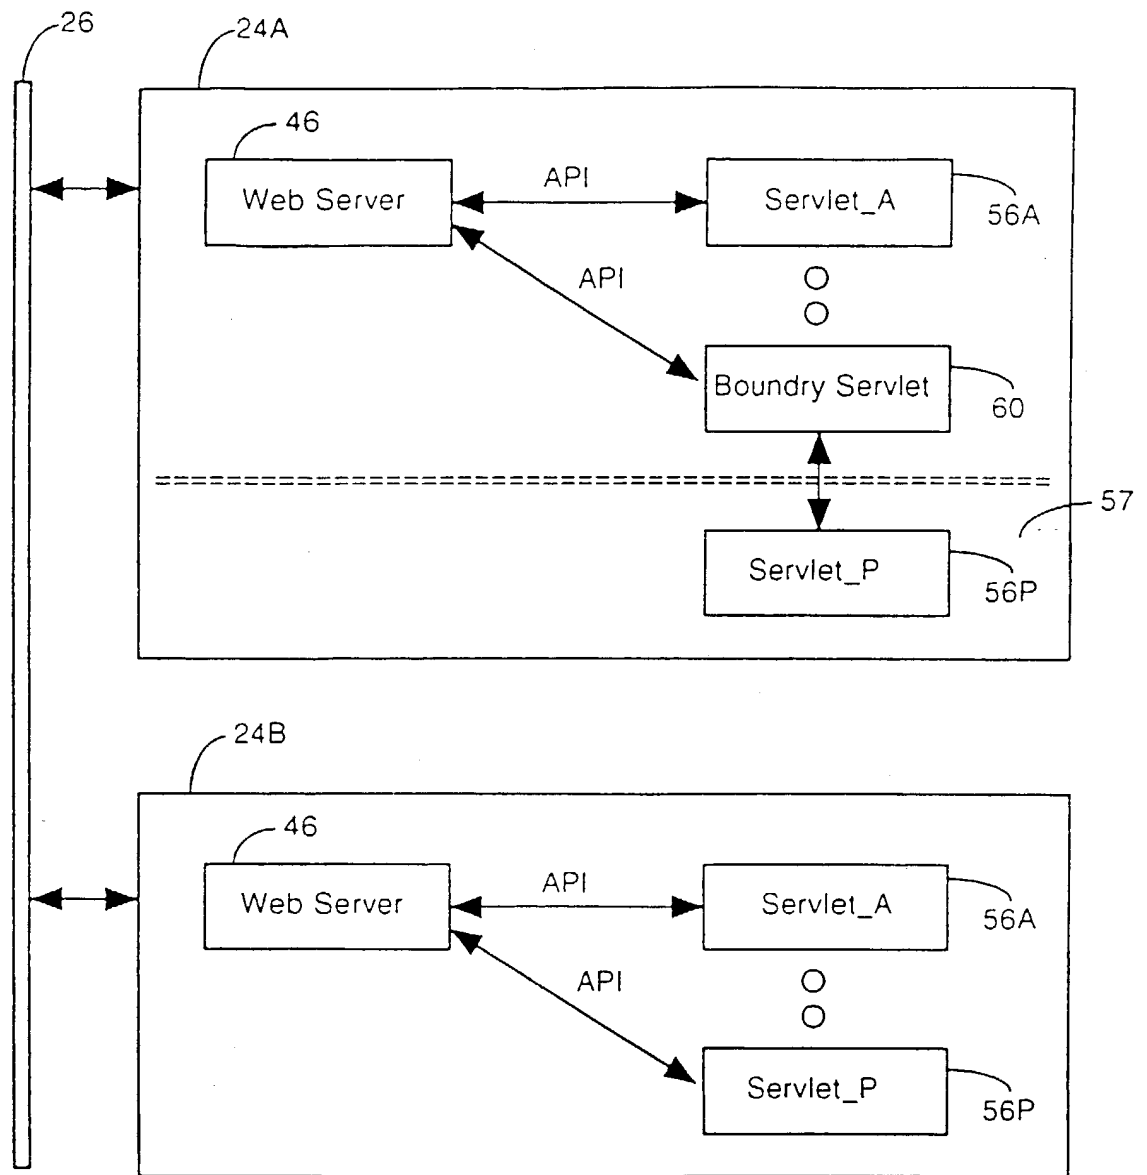 26
24A
46
Web Server
API
Servlet_A
56A
API
Boundry Servlet
60
57
Servlet_P
56P
24B
46
Web Server
API
Servlet_A
56A
API
Servlet_P
56P